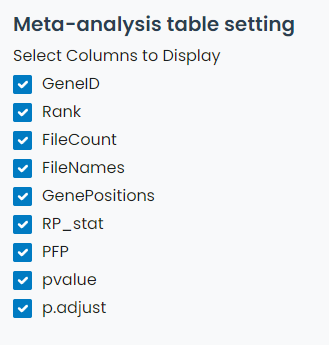 Meta-analysis table setting
Select Columns to Display
GeneID
Rank
FileCount
FileNames
GenePositions
RP_stat
PFP
pvalue
p.adjust